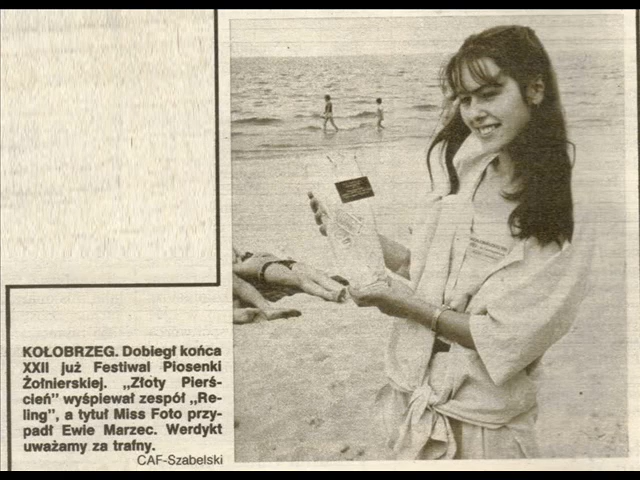 KOŁOBRZEG. Dobiegł końca
XXII już Festiwal Piosenki
Żołnierskiej. „Złoty Pierś-
cień" wyśpiewał zespół „Re-
ling", a tytuł Miss Foto przy-
padł Ewie Marzec. Werdykt
uważamy za trafny.
CAF-Szabelski